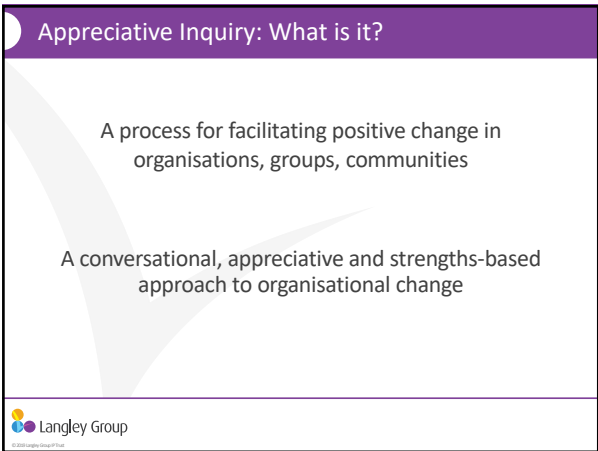 Appreciative Inquiry: What is it?
A process for facilitating positive change in
organisations, groups, communities
A conversational, appreciative and strengths-based
approach to organisational change
Langley Group